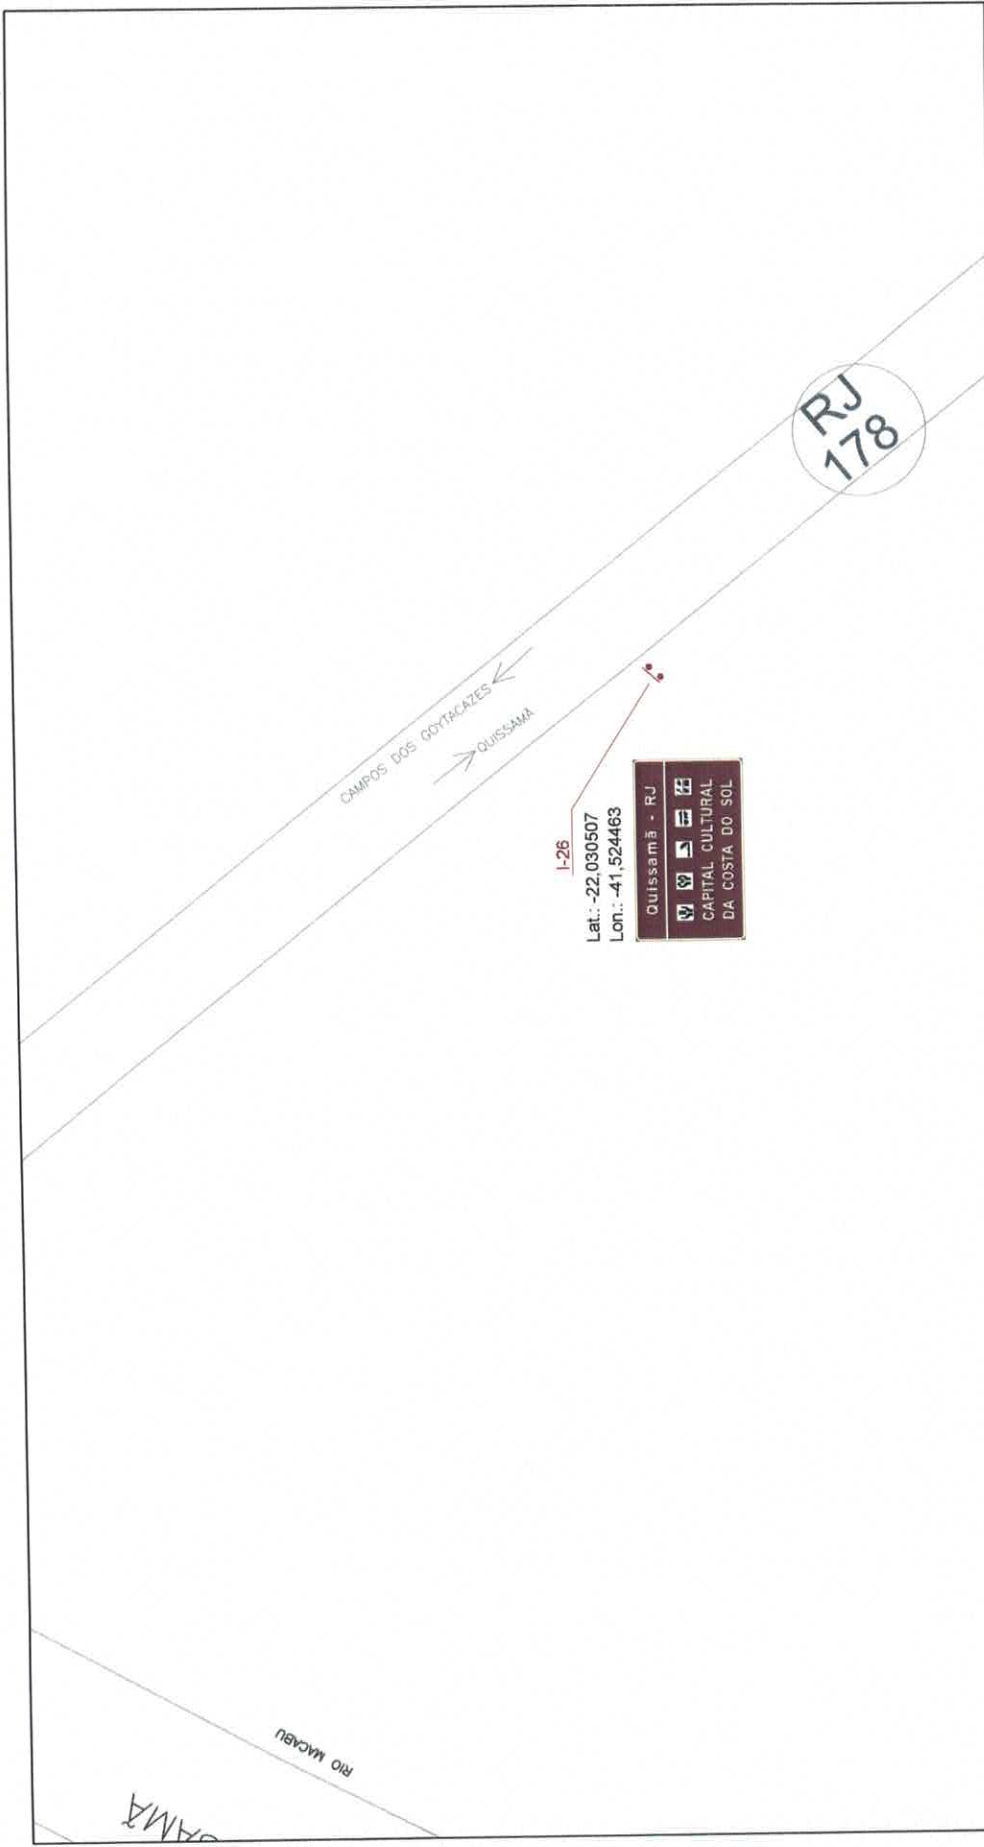 CAMPOS DOS GOYTACAZES
QUISSAMÃ
RJ
178
I-26
Lat.: -22,030507
Lon.: -41,524463
Quissamã - RJ
CAPITAL CULTURAL
DA COSTA DO SOL
RIO MACABU